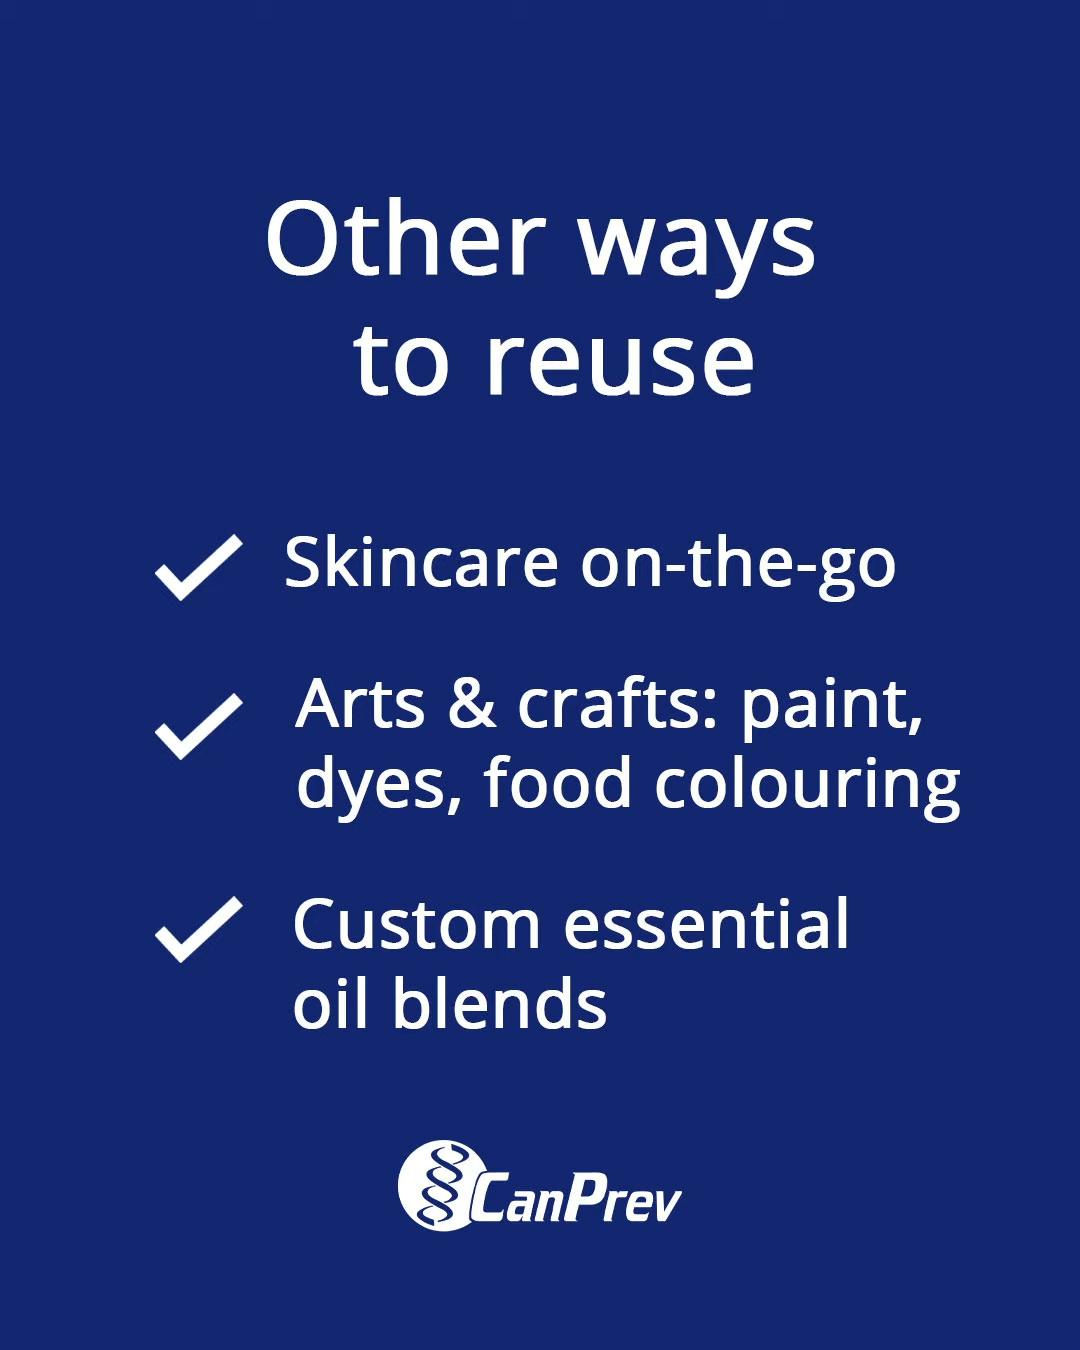 Other ways
to reuse
Skincare on-the-go
Arts & crafts: paint,
dyes, food colouring
Custom essential
oil blends
CanPrev